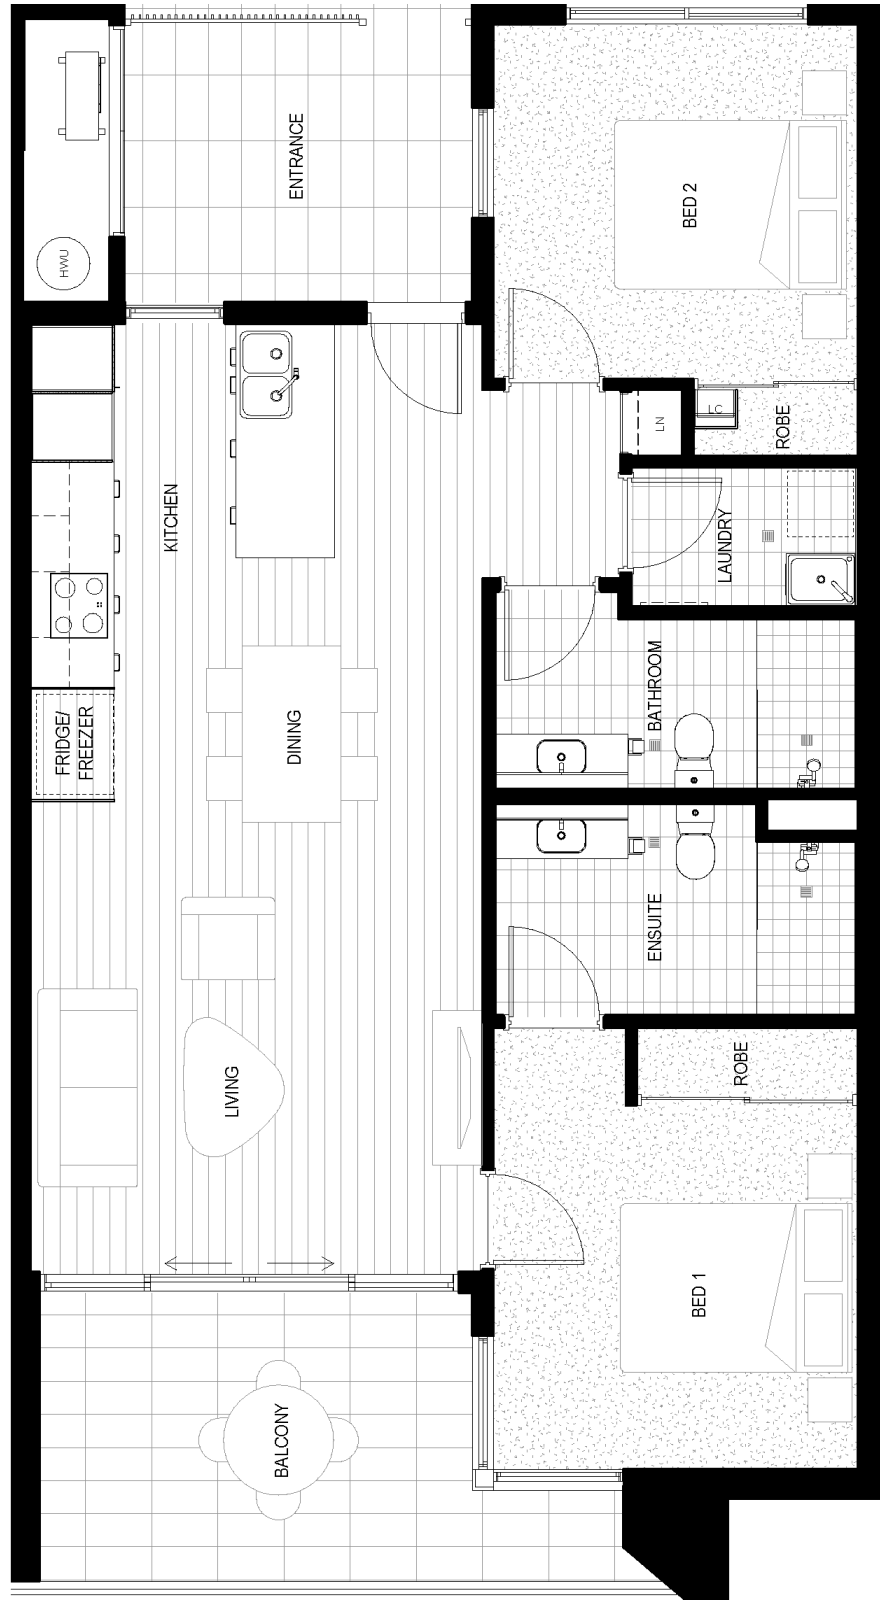 ENTRANCE
BED 2
HWU
LC
ROBE
LN
KITCHEN
LAUNDRY
BATHROOM
FRIDGE/
FREEZER
DINING
ENSUITE
ROBE
LIVING
BED 1
BALCONY